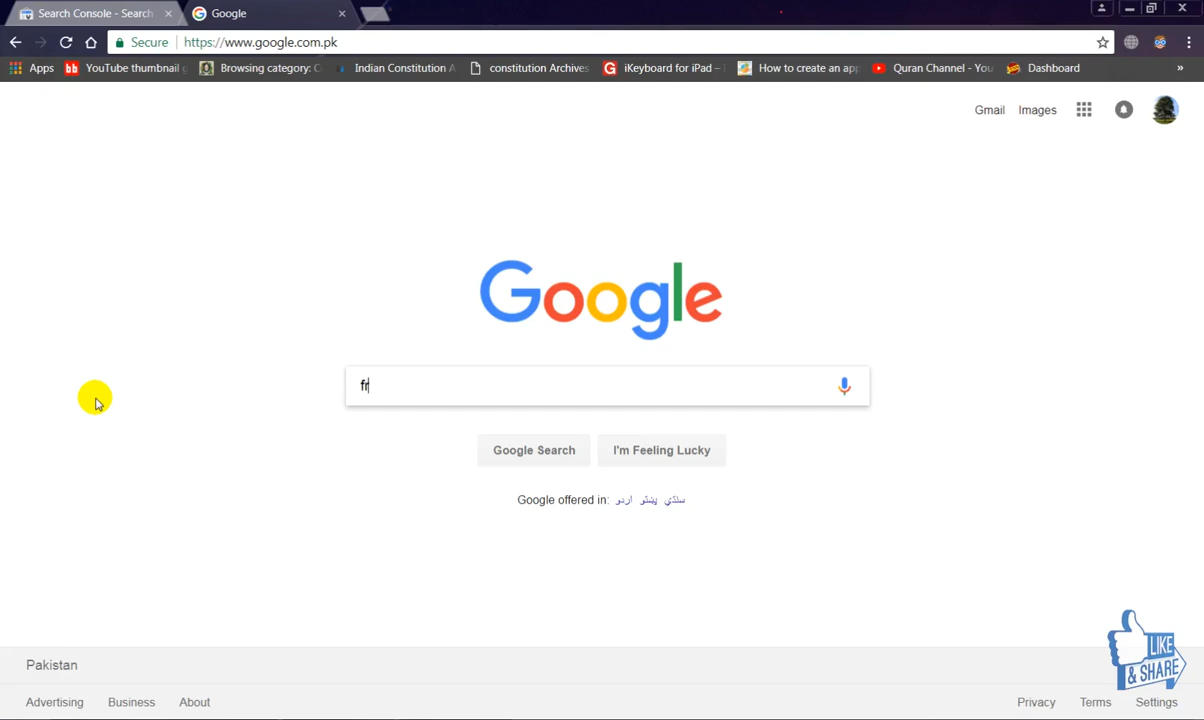 Search Console - Search
Google
Secure https://www.google.com.pk
Apps YouTube thumbnail g Browsing category: C Indian Constitution A constitution Archives iKeyboard for iPad – How to create an app Quran Channel - You Dashboard »
Gmail Images
Google
fr
Google Search I'm Feeling Lucky
Google offered in: اردو پښتو سنڌي
LIKE
& SHARE
Pakistan
Advertising Business About Privacy Terms Settings